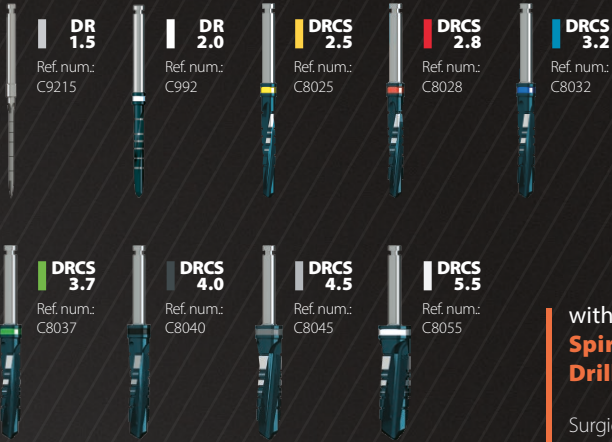 DR
1.5
Ref. num.:
C9215
DR
2.0
Ref. num.:
C992
DRCS
2.5
Ref. num.:
C8025
DRCS
2.8
Ref. num.:
C8028
DRCS
3.2
Ref. num.:
C8032
DRCS
3.7
Ref. num.:
C8037
DRCS
4.0
Ref. num.:
C8040
DRCS
4.5
Ref. num.:
C8045
DRCS
5.5
Ref. num.:
C8055
with